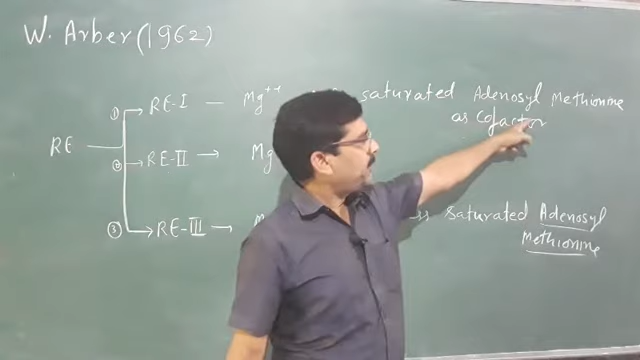 W. Arber (1962)
① RE-I — Mg++ saturated Adenosyl Methionine
as Cofactor
RE ② RE-II → Mg
③ RE-III → saturated Adenosyl
Methionine